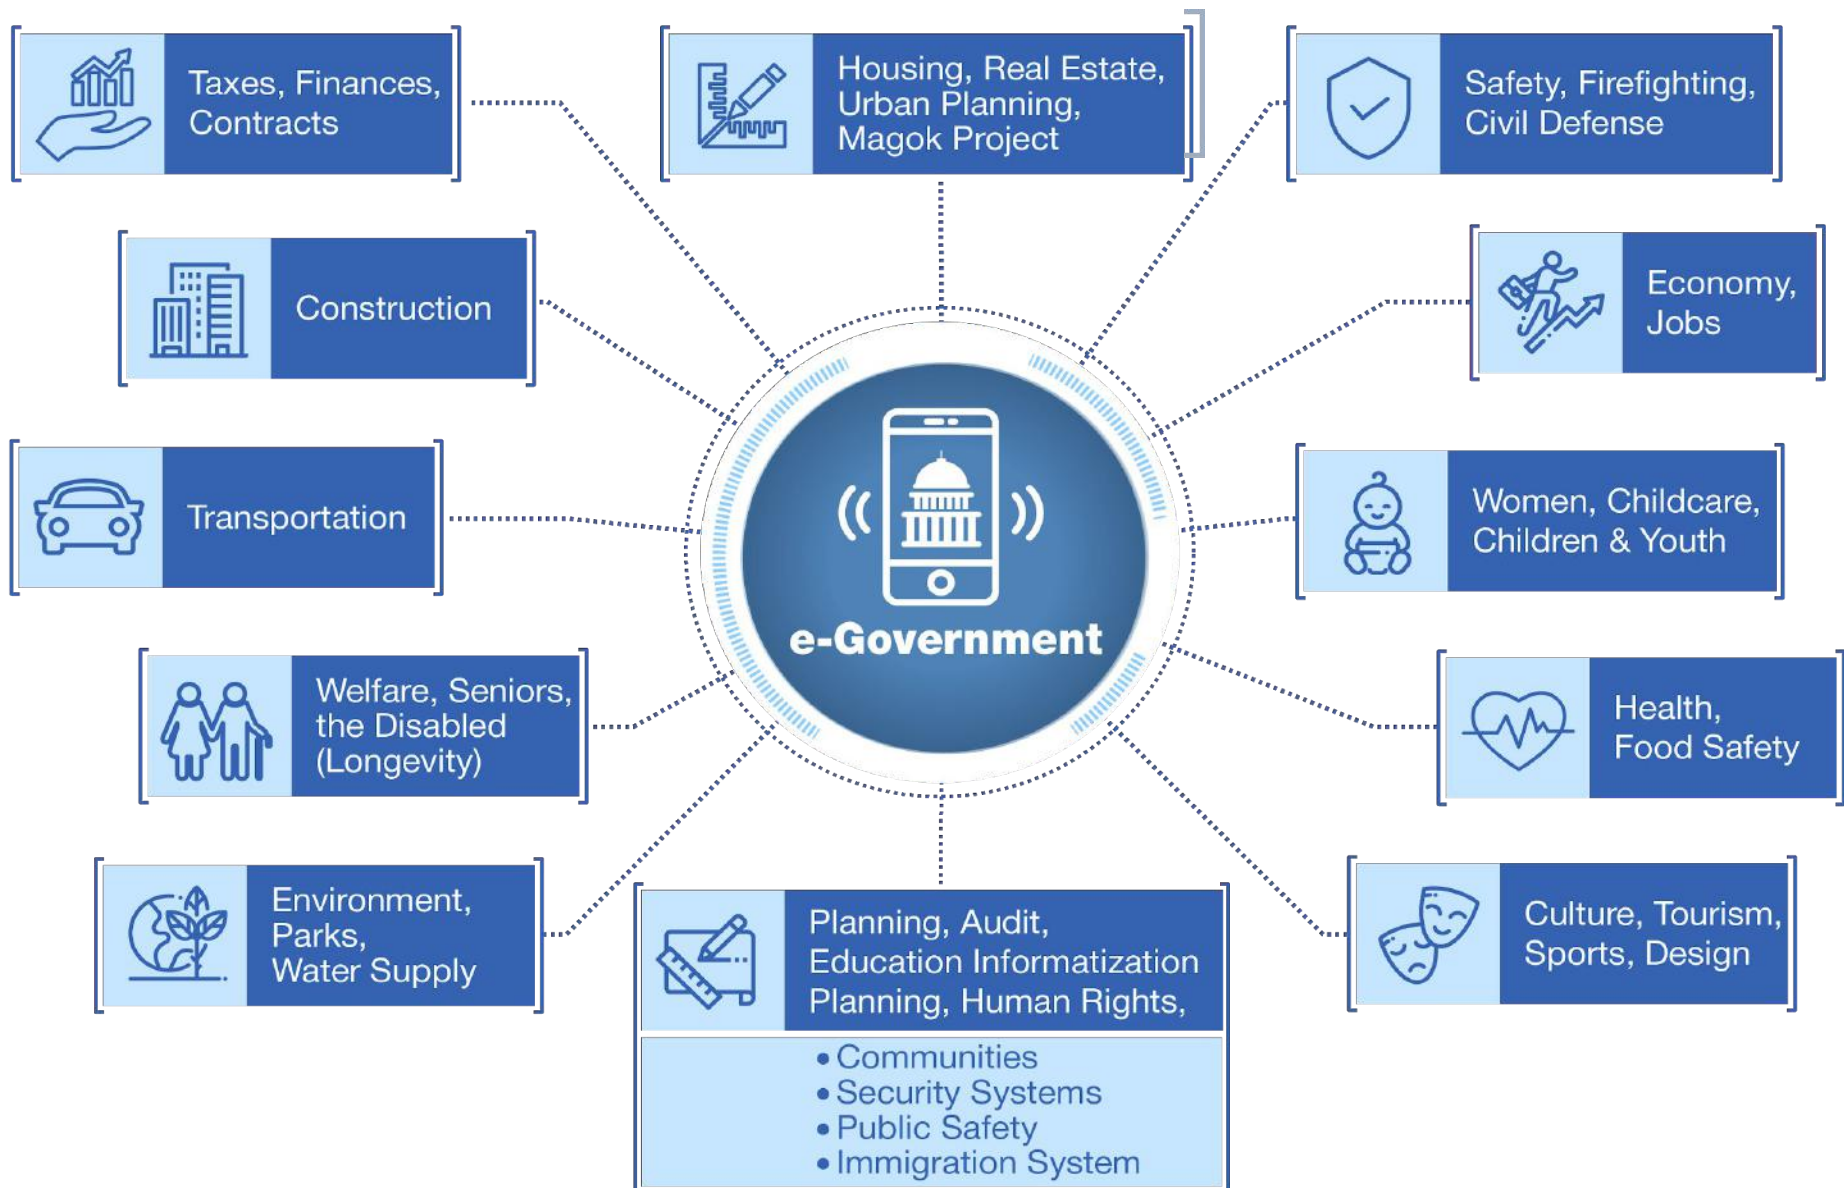 Taxes, Finances,
Contracts
Housing, Real Estate,
Urban Planning,
Magok Project
Safety, Firefighting,
Civil Defense
Construction
Economy,
Jobs
Transportation
Women, Childcare,
Children & Youth
e-Government
Welfare, Seniors,
the Disabled
(Longevity)
Health,
Food Safety
Environment,
Parks,
Water Supply
Planning, Audit,
Education Informatization
Planning, Human Rights,
• Communities
• Security Systems
• Public Safety
• Immigration System
Culture, Tourism,
Sports, Design